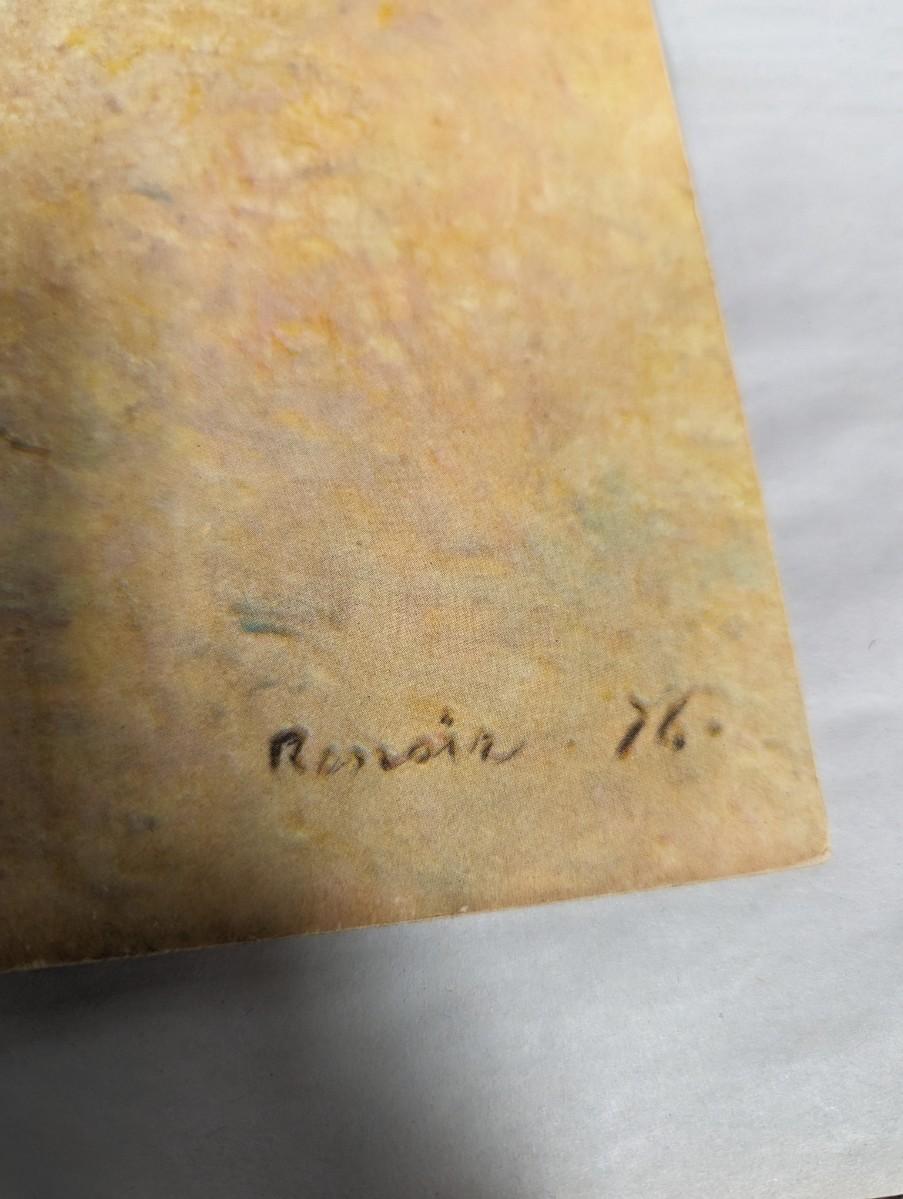 Renoir . 76.